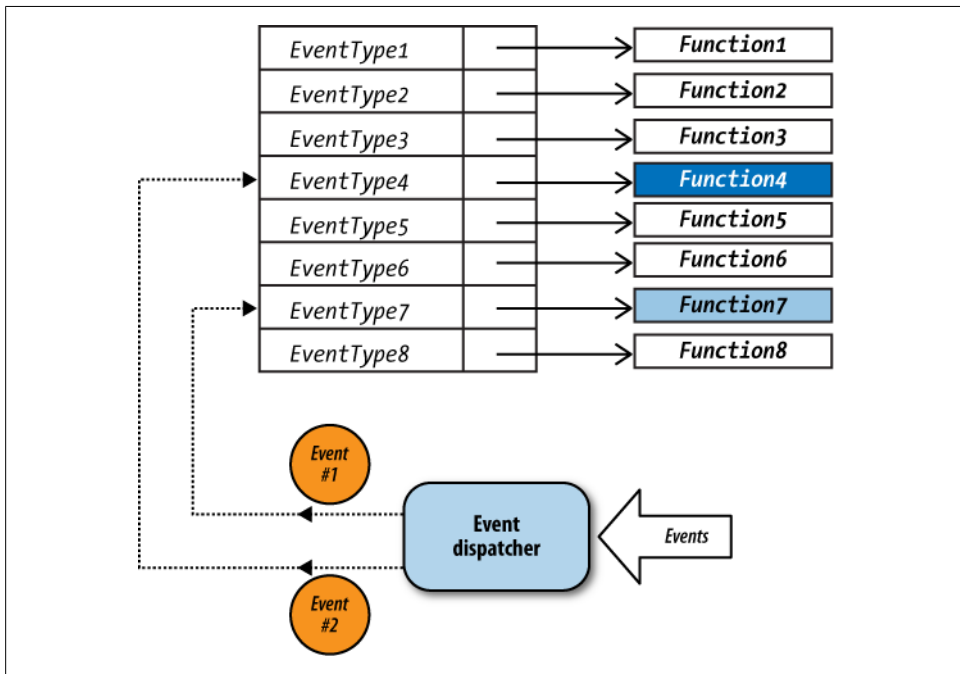 EventType1
Function1
EventType2
Function2
EventType3
Function3
EventType4
Function4
EventType5
Function5
EventType6
Function6
EventType7
Function7
EventType8
Function8
Event
#1
Event
dispatcher
Events
Event
#2